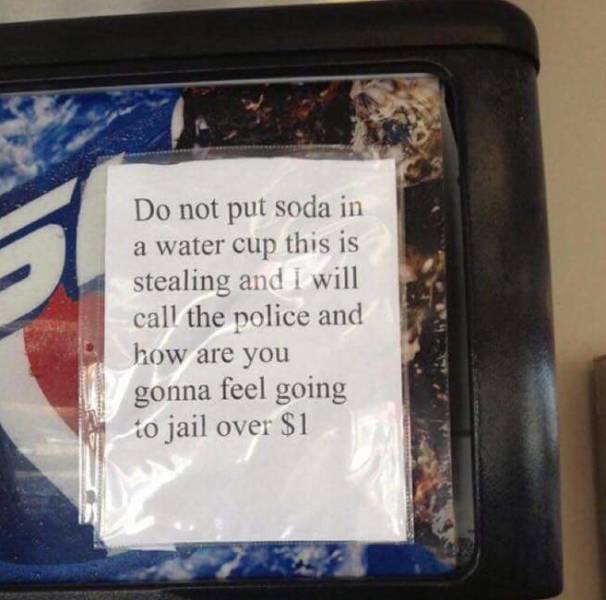 Do not put soda in
a water cup this is
stealing and I will
call the police and
how are you
gonna feel going
to jail over $1